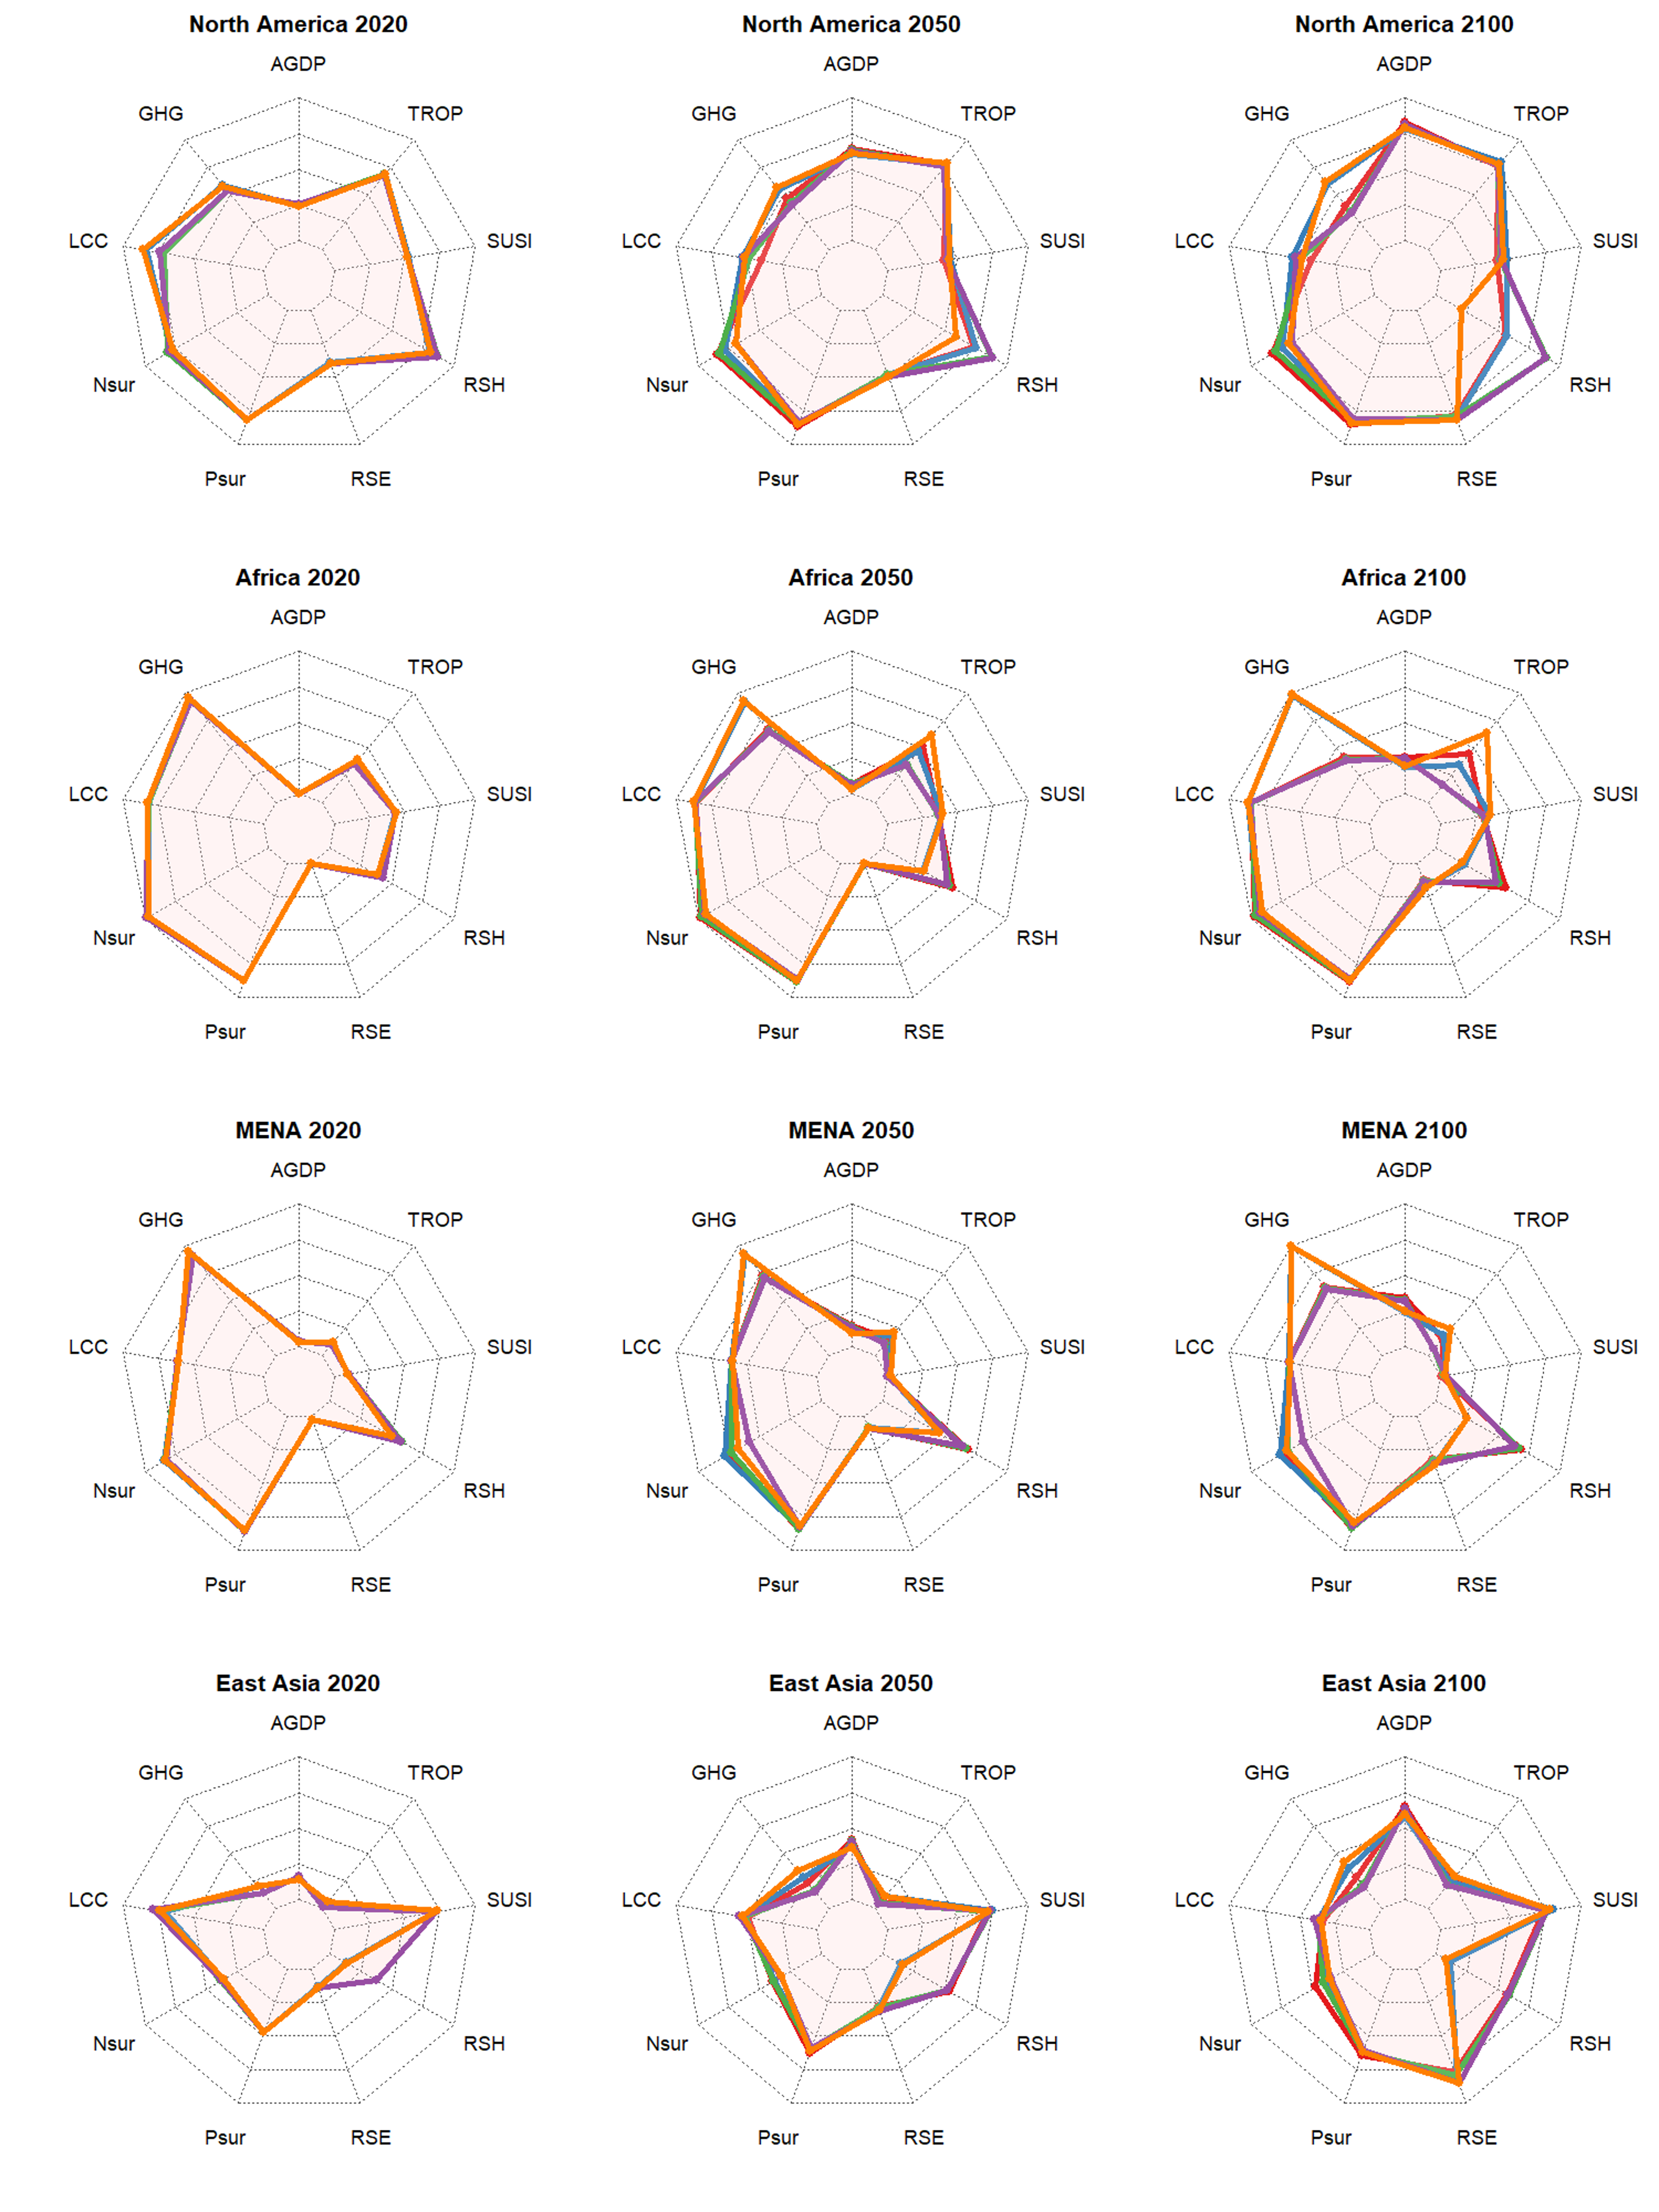 North America 2020
North America 2050
North America 2100
AGDP
AGDP
AGDP
GHG
TROP
GHG
TROP
GHG
TROP
LCC
SUSI
LCC
SUSI
LCC
SUSI
Nsur
RSH
Nsur
RSH
Nsur
RSH
Psur
RSE
Psur
RSE
Psur
RSE
Africa 2020
Africa 2050
Africa 2100
AGDP
AGDP
AGDP
GHG
TROP
GHG
TROP
GHG
TROP
LCC
SUSI
LCC
SUSI
LCC
SUSI
Nsur
RSH
Nsur
RSH
Nsur
RSH
Psur
RSE
Psur
RSE
Psur
RSE
MENA 2020
MENA 2050
MENA 2100
AGDP
AGDP
AGDP
GHG
TROP
GHG
TROP
GHG
TROP
LCC
SUSI
LCC
SUSI
LCC
SUSI
Nsur
RSH
Nsur
RSH
Nsur
RSH
Psur
RSE
Psur
RSE
Psur
RSE
East Asia 2020
East Asia 2050
East Asia 2100
AGDP
AGDP
AGDP
GHG
TROP
GHG
TROP
GHG
TROP
LCC
SUSI
LCC
SUSI
LCC
SUSI
Nsur
RSH
Nsur
RSH
Nsur
RSH
Psur
RSE
Psur
RSE
Psur
RSE